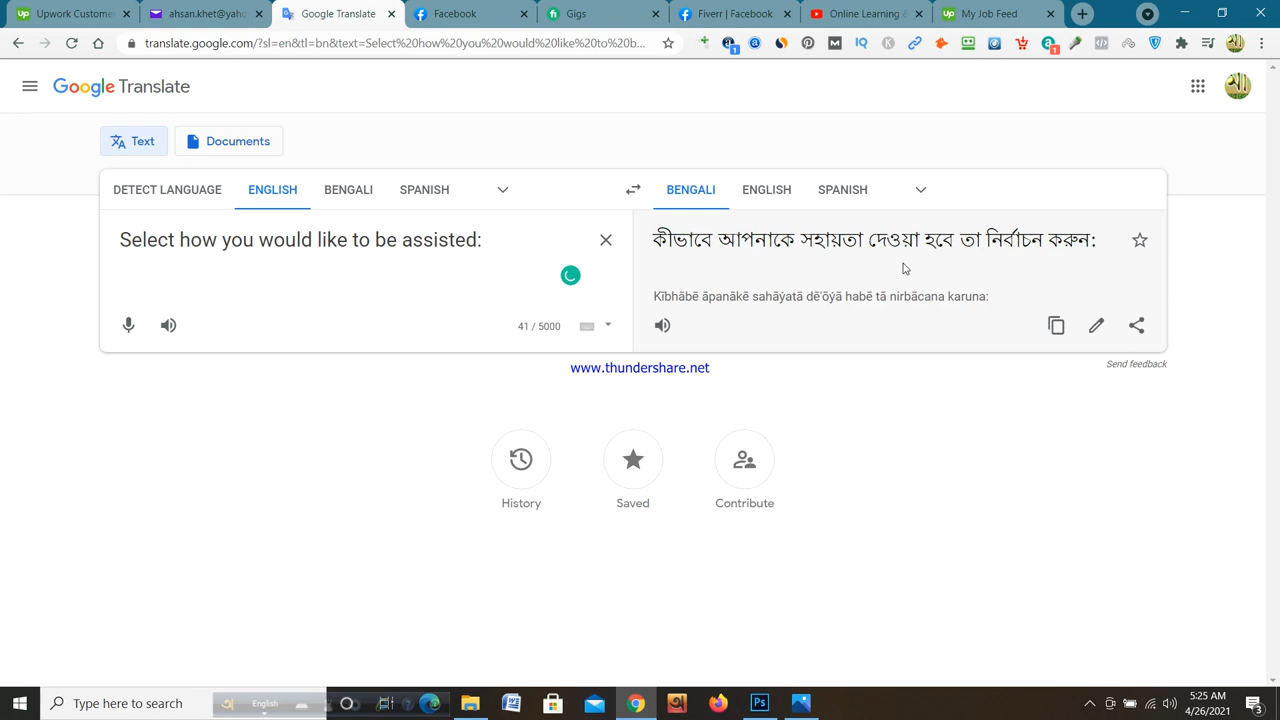 Upwork Custome
ahsan.khet@yaho
Google Translate
Facebook
Gigs
Fiverr | Facebook
Online Learning &
My Job Feed
translate.google.com/?sl=en&tl=bn&text=Select%20how%20you%20would%20like%20to%20b...
Google Translate
Text
Documents
DETECT LANGUAGE
ENGLISH
BENGALI
SPANISH
BENGALI
ENGLISH
SPANISH
Select how you would like to be assisted:
কীভাবে আপনাকে সহায়তা দেওয়া হবে তা নির্বাচন করুন:
Kībhābē āpanākē sahāẏatā dē'ōẏā habē tā nirbācana karuna:
41 / 5000
Send feedback
www.thundershare.net
History
Saved
Contribute
Type here to search
English
5:25 AM
4/26/2021